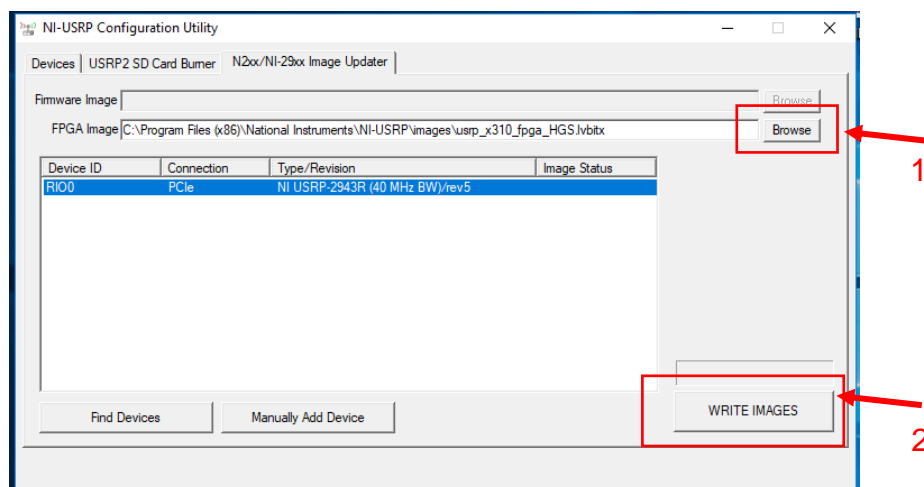 NI-USRP Configuration Utility
Devices USRP2 SD Card Burner N2xx/NI-29xx Image Updater
Firmware Image Browse
FPGA Image C:\Program Files (x86)\National Instruments\NI-USRP\images\usrp_x310_fpga_HGS.lvbitx Browse
1
Device ID Connection Type/Revision Image Status
RIO0 PCIe NI USRP-2943R (40 MHz BW)/rev5
Find Devices Manually Add Device WRITE IMAGES
2